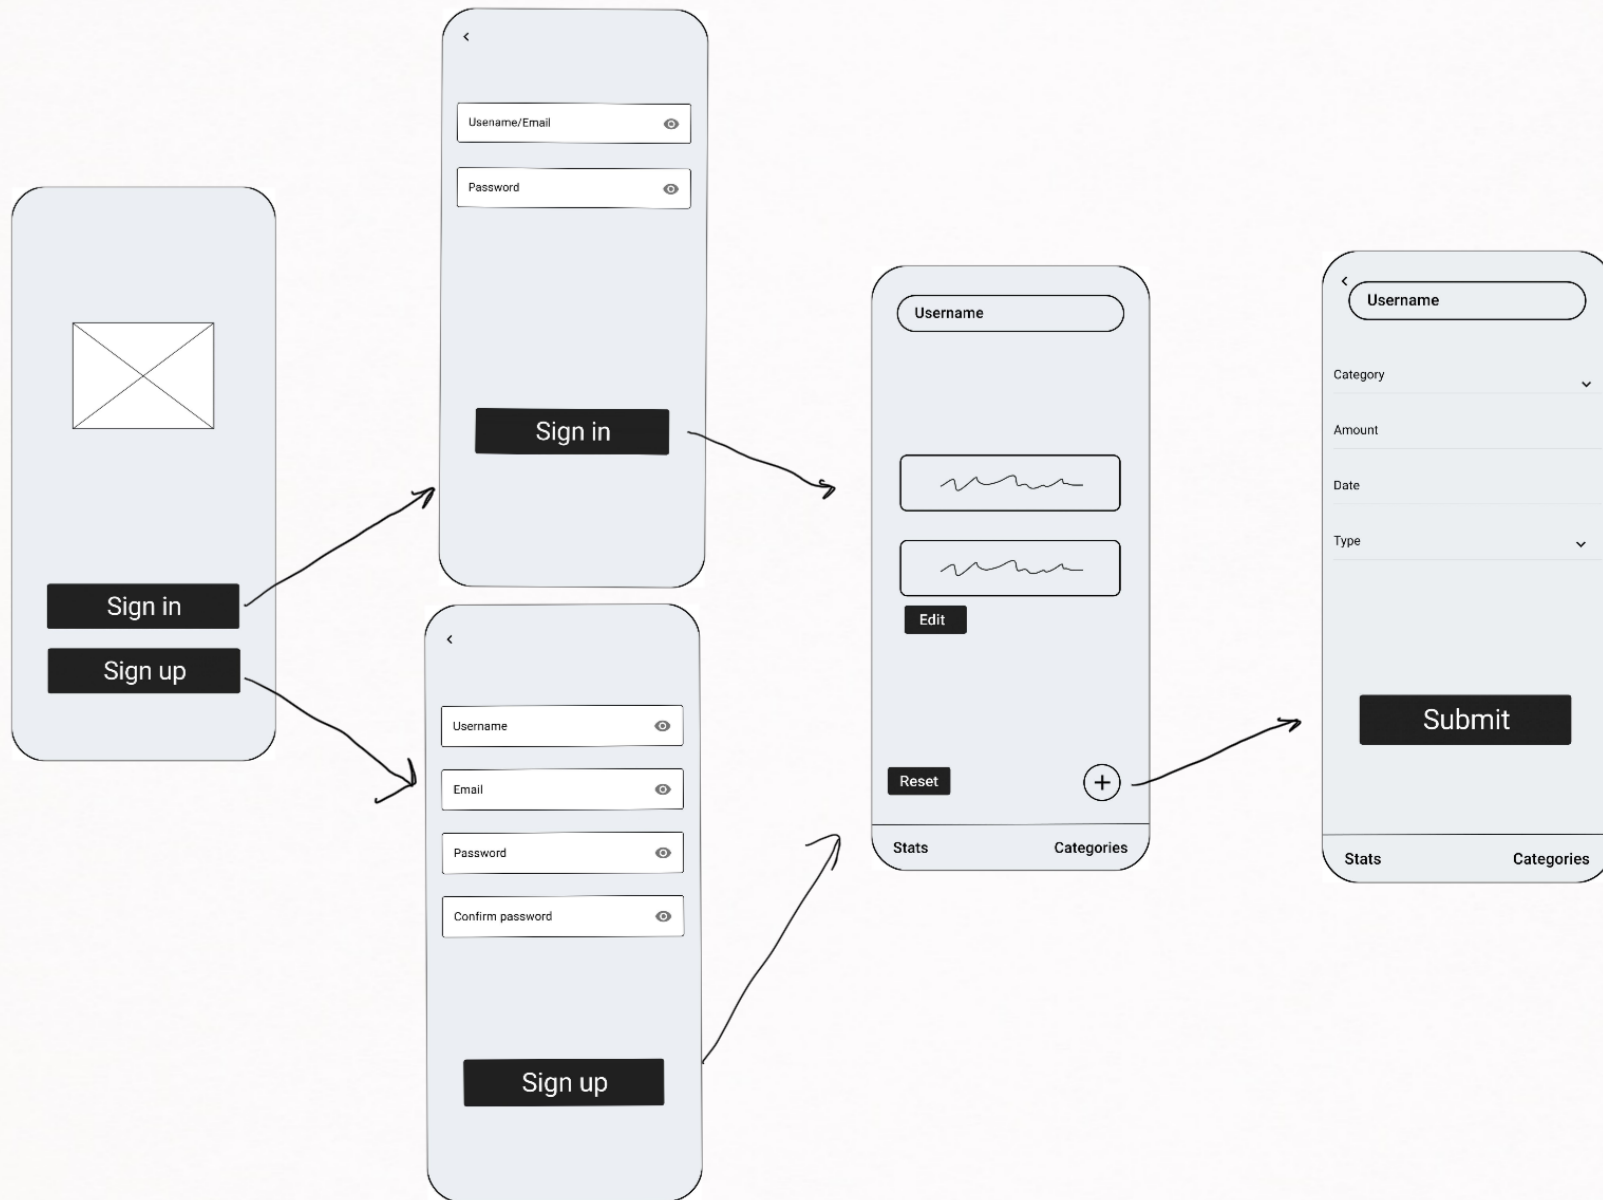 Sign in
Sign up
Usename/Email
Password
Sign in
Username
Email
Password
Confirm password
Sign up
Username
Edit
Reset
Stats
Categories
Username
Category
Amount
Date
Type
Submit
Stats
Categories